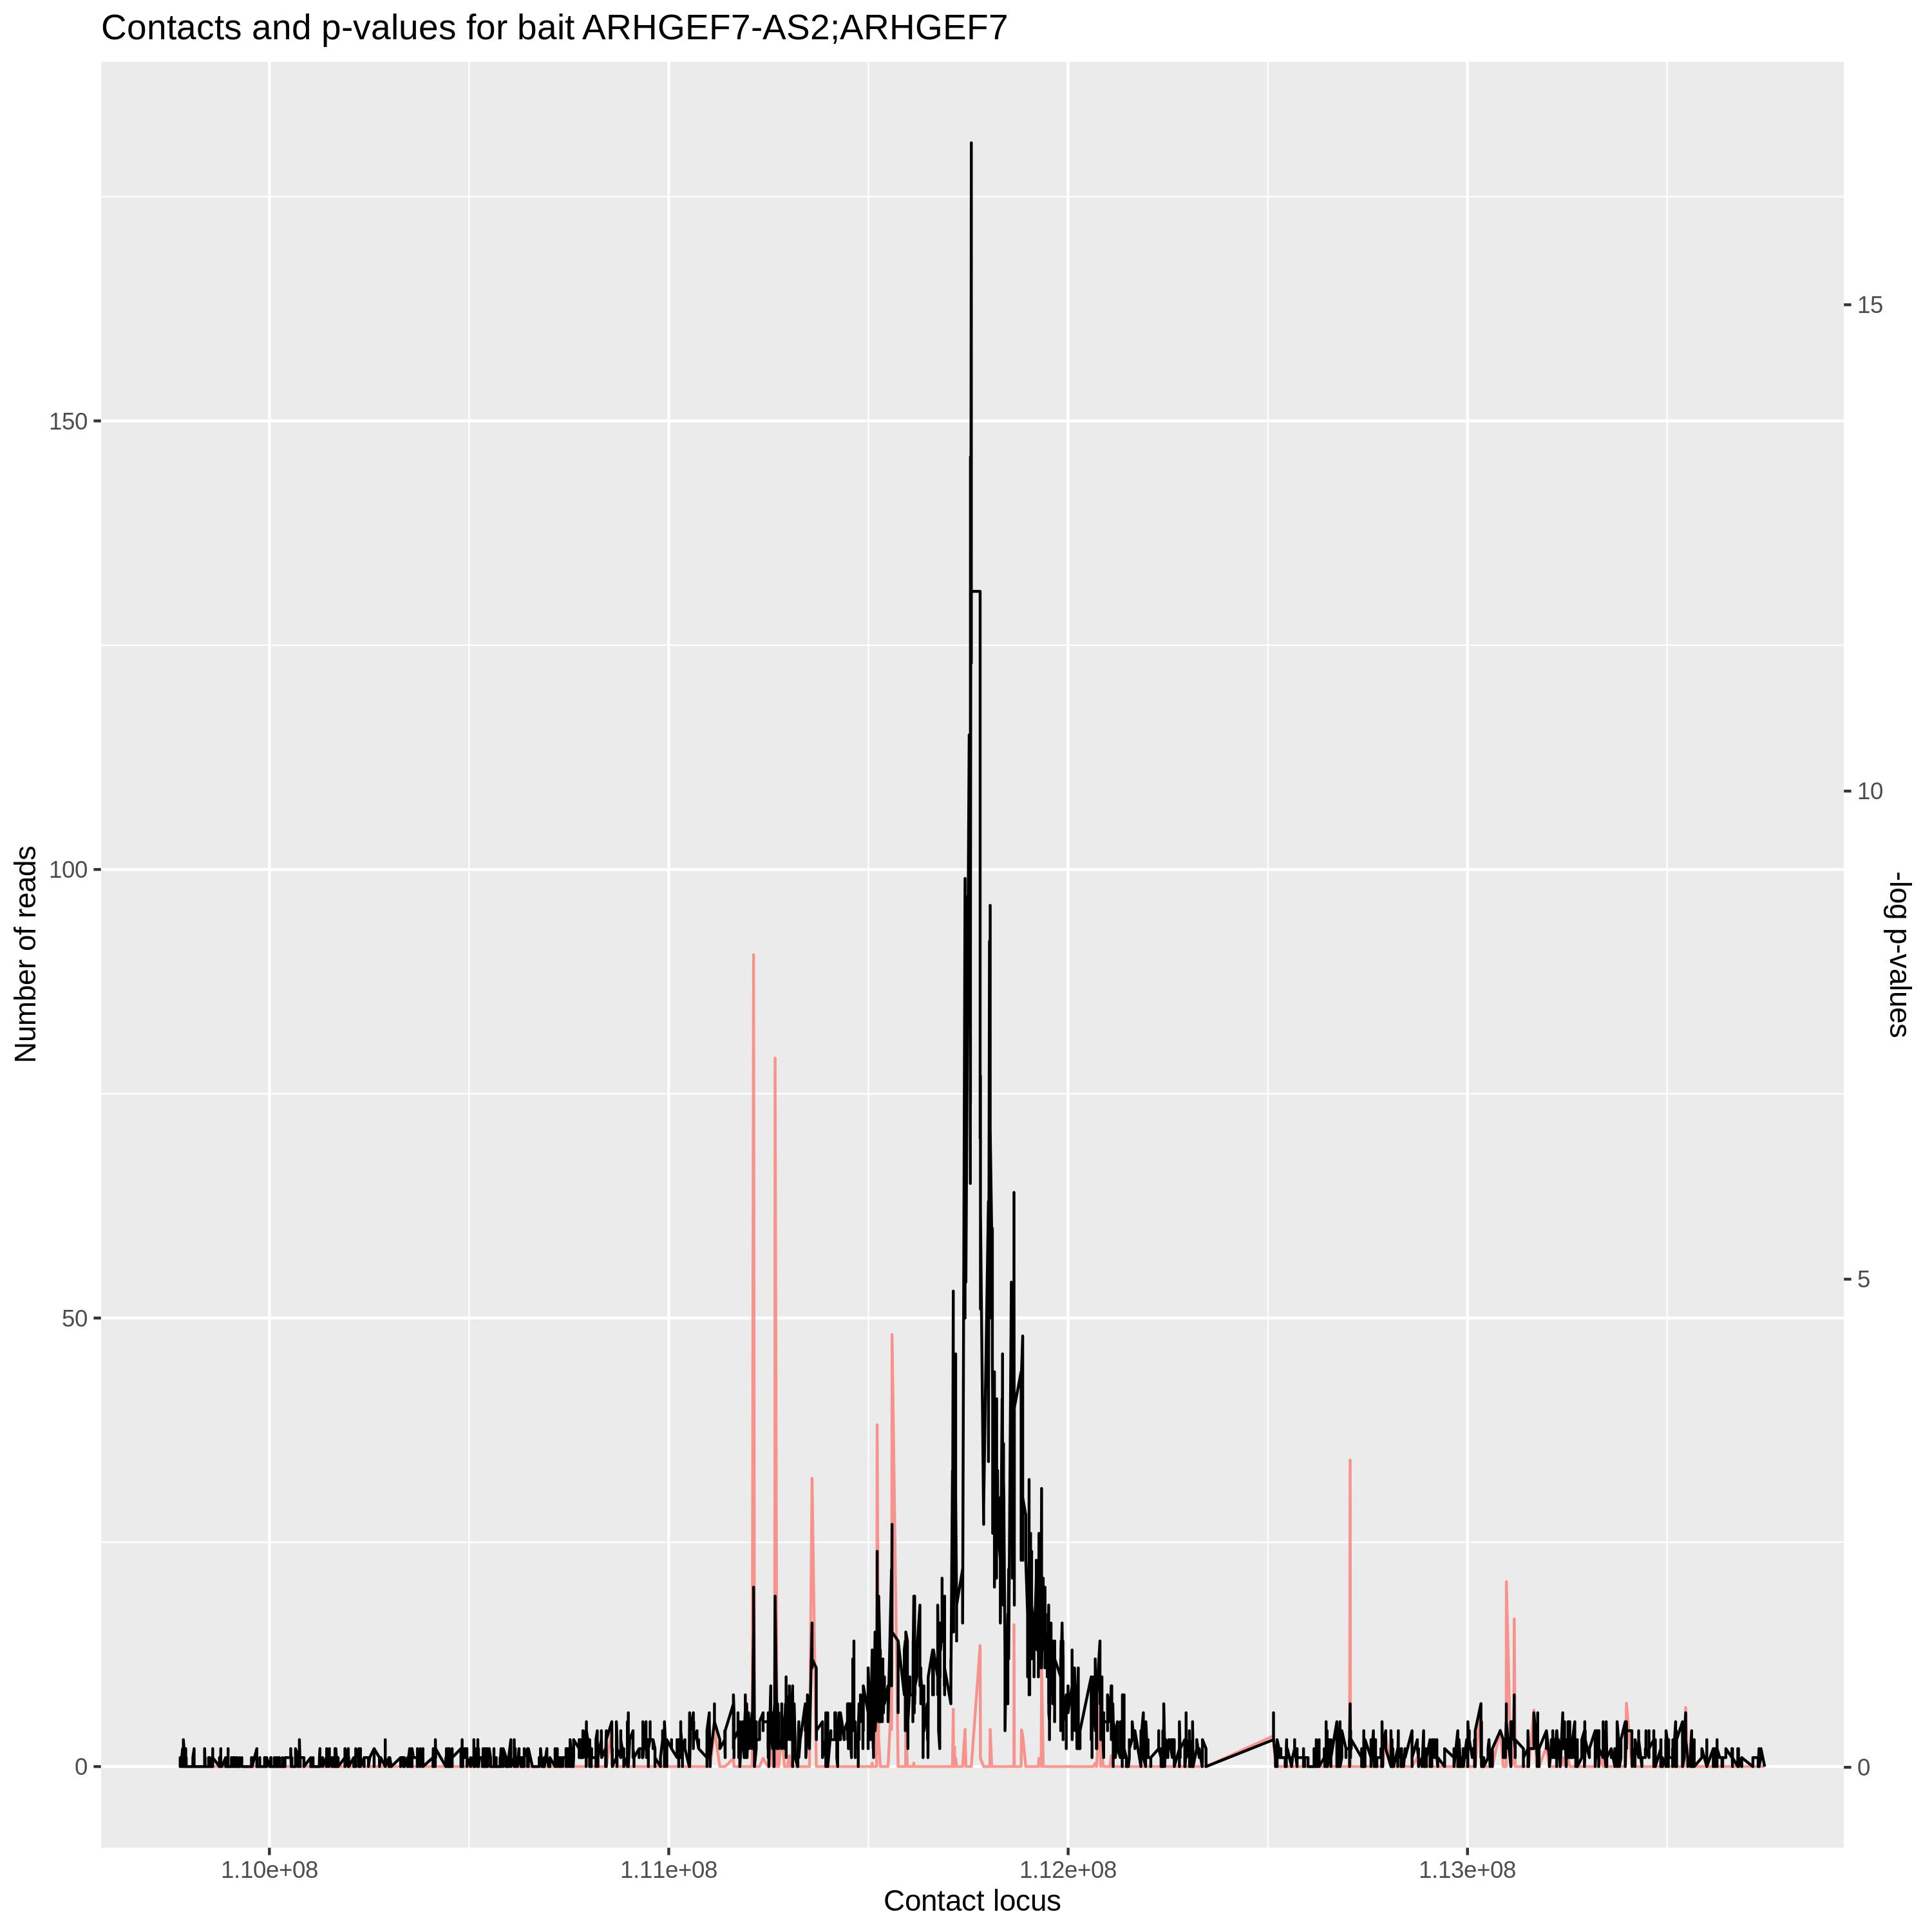 Contacts and p-values for bait ARHGEF7-AS2;ARHGEF7
150
100
50
0
15
10
5
0
Number of reads
-log p-values
1.10e+08
1.11e+08
1.12e+08
1.13e+08
Contact locus